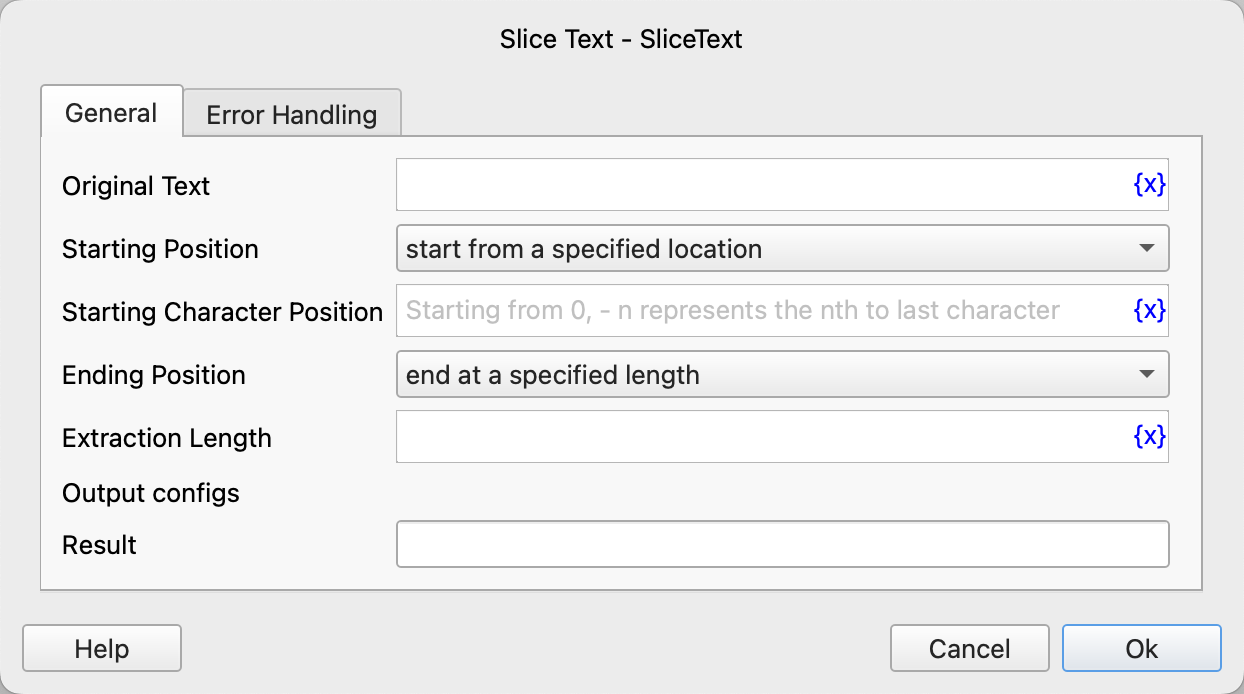 Slice Text - SliceText
General
Error Handling
Original Text
{x}
Starting Position
start from a specified location
Starting Character Position
Starting from 0, - n represents the nth to last character
{x}
Ending Position
end at a specified length
Extraction Length
{x}
Output configs
Result
Help
Cancel
Ok